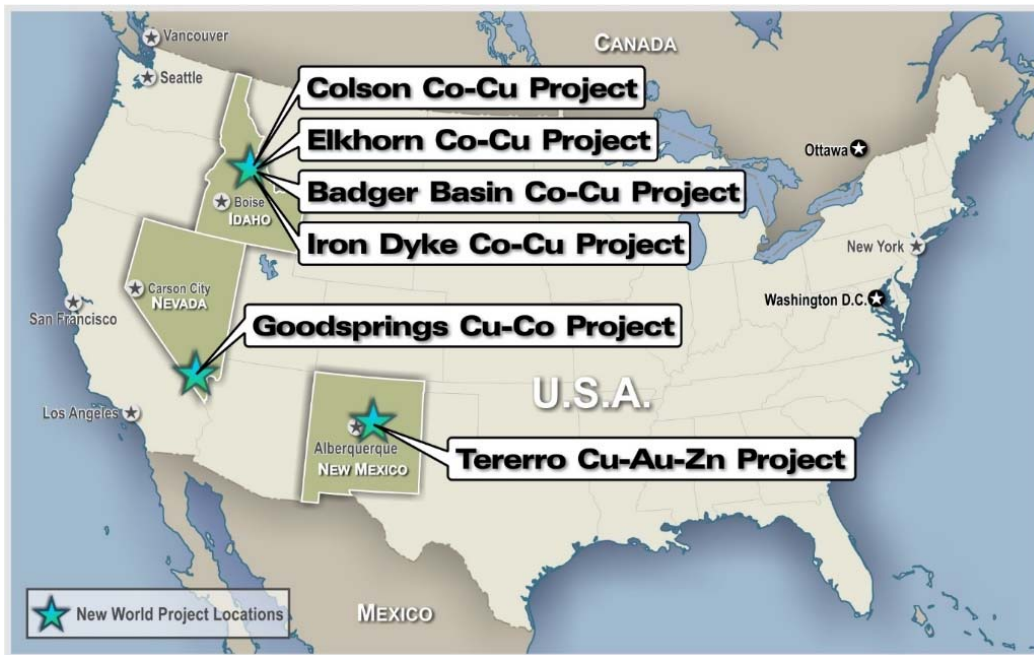 Vancouver
CANADA
Seattle
Colson Co-Cu Project
Elkhorn Co-Cu Project
Ottawa
Badger Basin Co-Cu Project
Boise
IDAHO
Iron Dyke Co-Cu Project
New York
Carson City
NEVADA
Washington D.C.
San Francisco
Goodsprings Cu-Co Project
U.S.A.
Los Angeles
Alberquerque
NEW MEXICO
Tererro Cu-Au-Zn Project
New World Project Locations
MEXICO